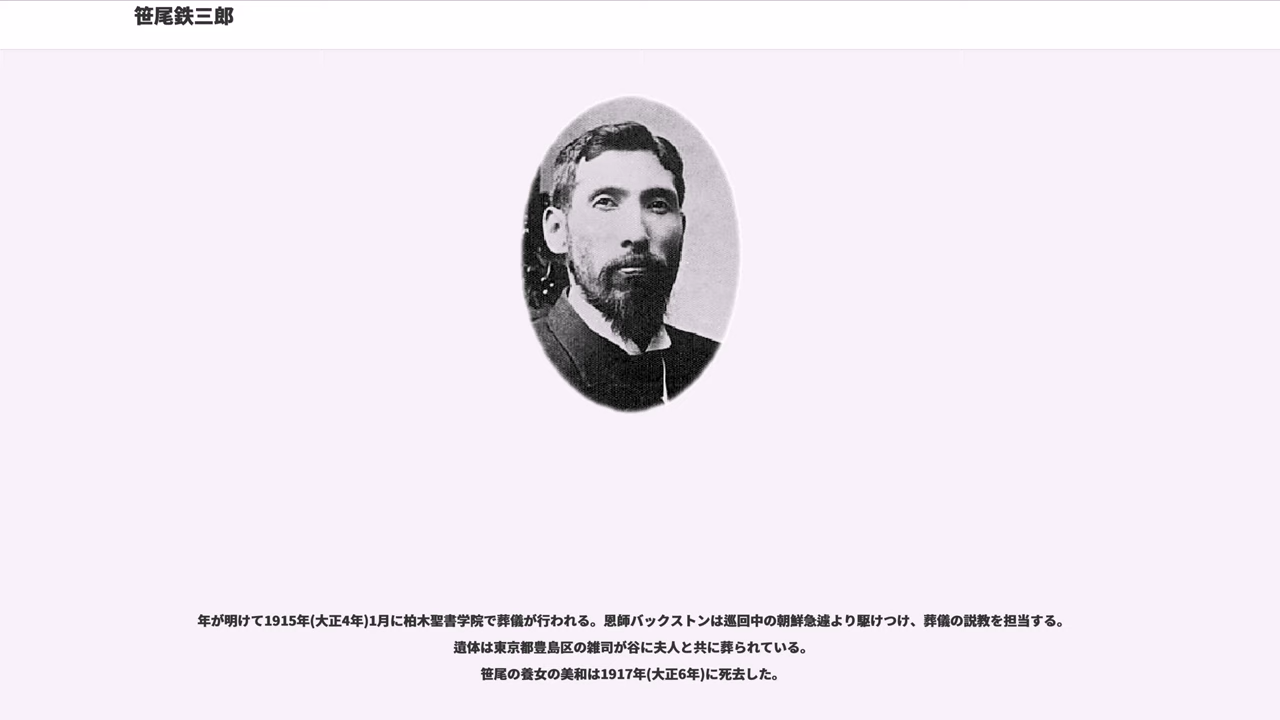 笹尾鉄三郎
年が明けて1915年(大正4年)1月に柏木聖書学院で葬儀が行われる。恩師バックストンは巡回中の朝鮮急遽より駆けつけ、葬儀の説教を担当する。
遺体は東京都豊島区の雑司が谷に夫人と共に葬られている。
笹尾の養女の美和は1917年(大正6年)に死去した。